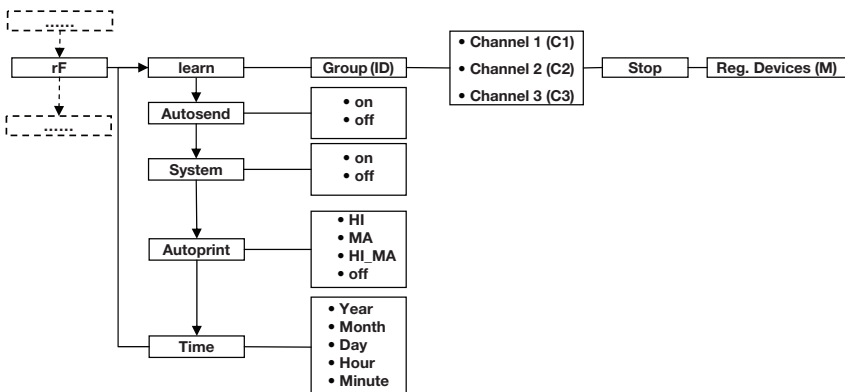 ......
rF
......
learn
Group (ID)
• Channel 1 (C1)
• Channel 2 (C2)
• Channel 3 (C3)
Stop
Reg. Devices (M)
Autosend
• on
• off
System
• on
• off
Autoprint
• HI
• MA
• HI_MA
• off
Time
• Year
• Month
• Day
• Hour
• Minute